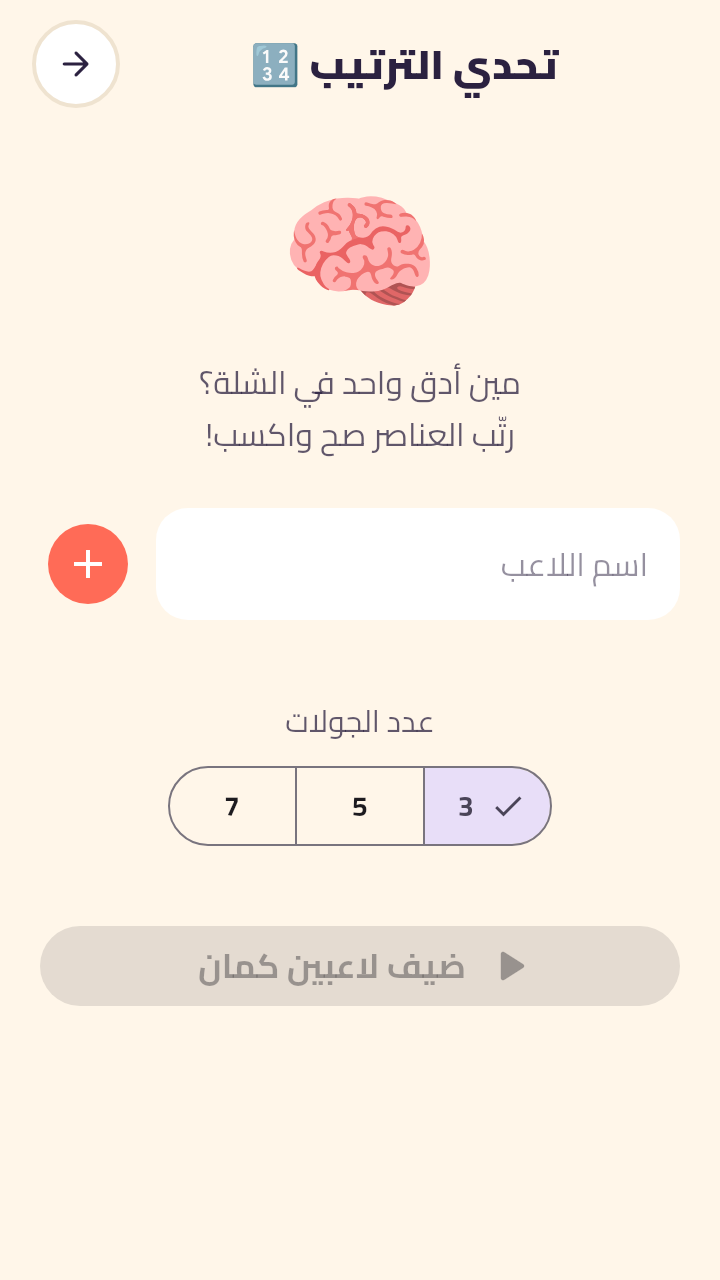 تحدي الترتيب 🔢
مين أدق واحد في الشلة؟
رتّب العناصر صح واكسب!
اسم اللاعب
عدد الجولات
3 5 7
ضيف لاعبين كمان